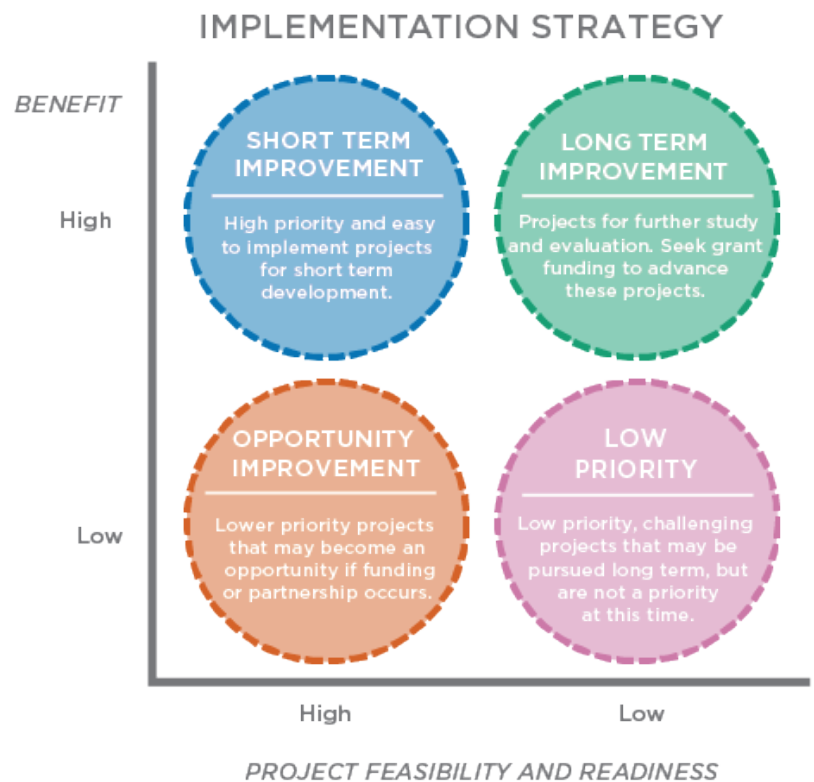 IMPLEMENTATION STRATEGY
BENEFIT
High
SHORT TERM
IMPROVEMENT
High priority and easy
to implement projects
for short term
development.
LONG TERM
IMPROVEMENT
Projects for further study
and evaluation. Seek grant
funding to advance
these projects.
Low
OPPORTUNITY
IMPROVEMENT
Lower priority projects
that may become an
opportunity if funding
or partnership occurs.
LOW
PRIORITY
Low priority, challenging
projects that may be
pursued long term, but
are not a priority
at this time.
High
Low
PROJECT FEASIBILITY AND READINESS